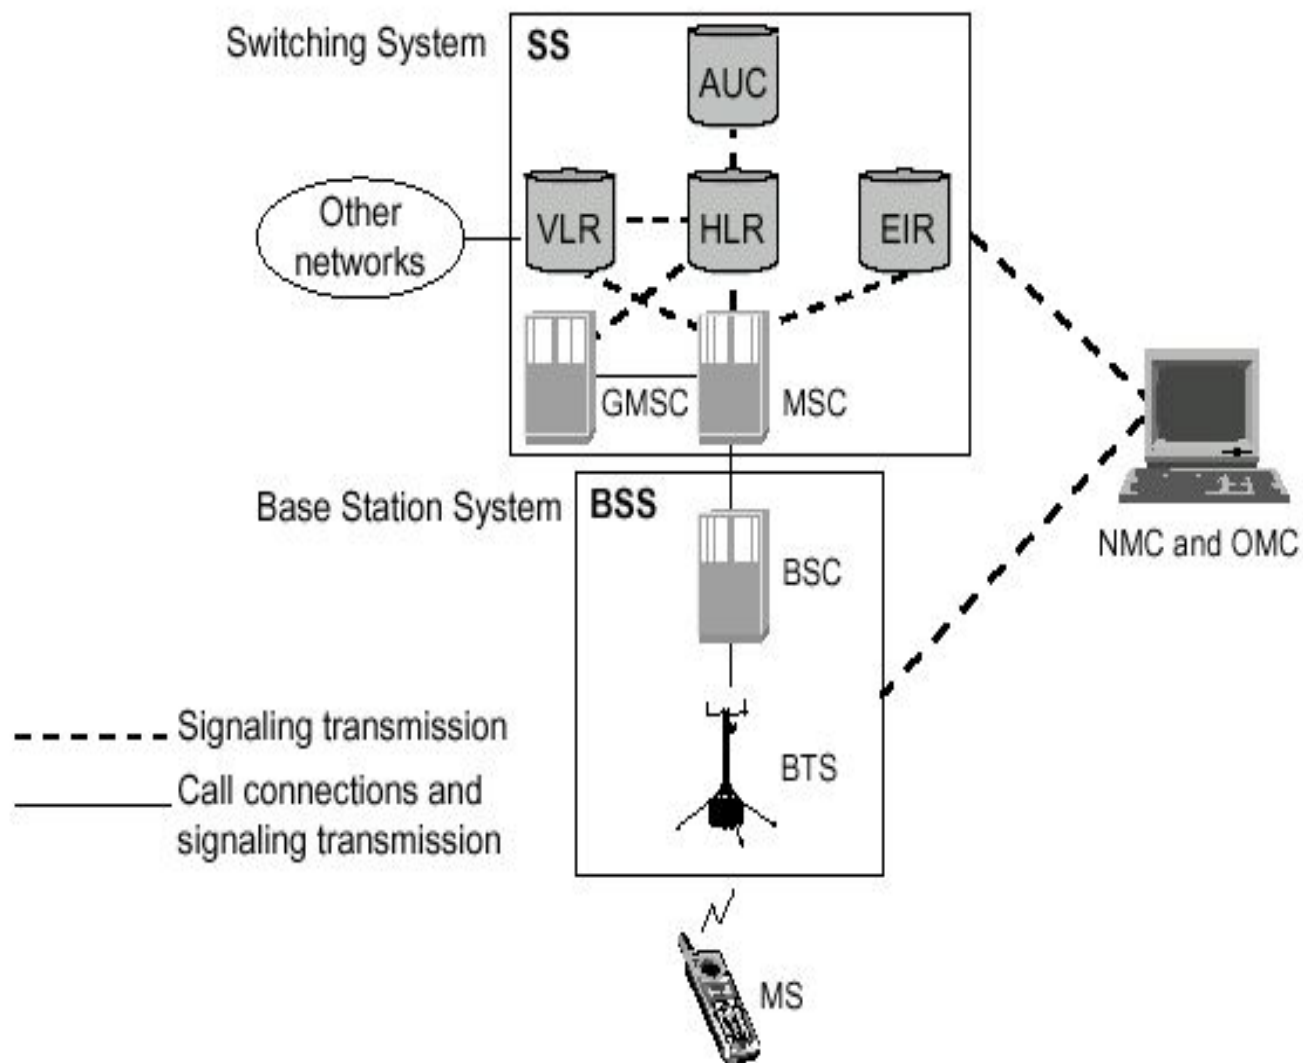 Switching System
SS
AUC
Other
networks
VLR
HLR
EIR
GMSC
MSC
Base Station System
BSS
NMC and OMC
BSC
Signaling transmission
BTS
Call connections and
signaling transmission
MS